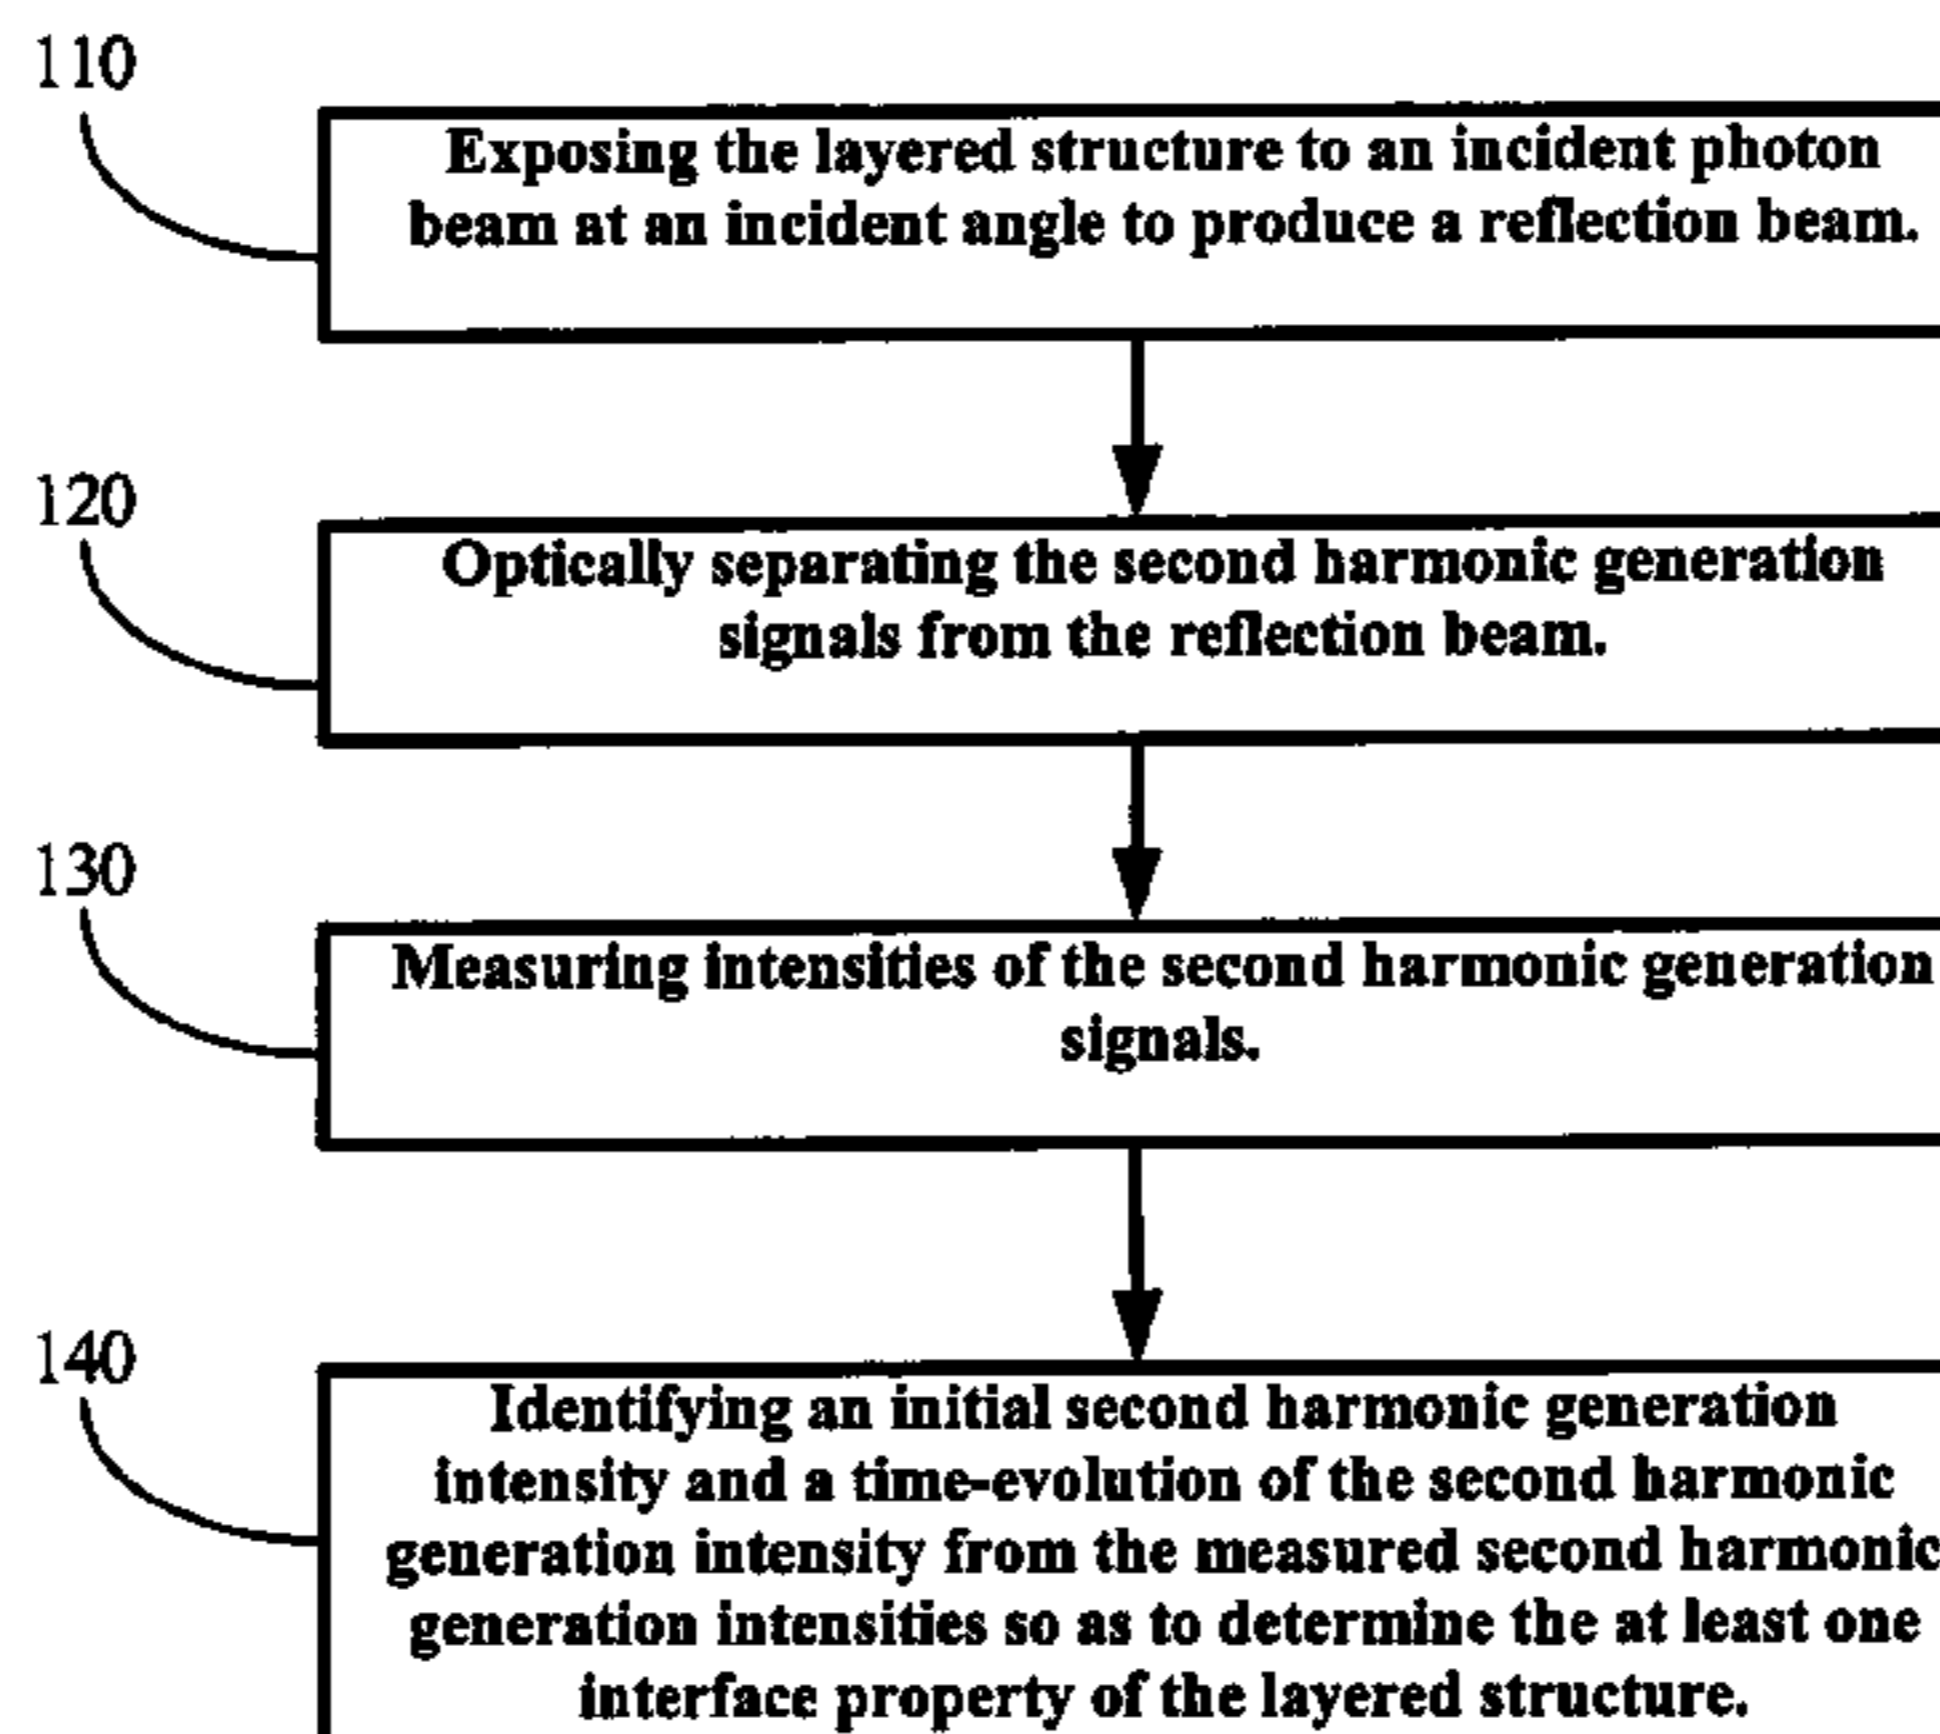 110
Exposing the layered structure to an incident photon
beam at an incident angle to produce a reflection beam.
120
Optically separating the second harmonic generation
signals from the reflection beam.
130
Measuring intensities of the second harmonic generation
signals.
140
Identifying an initial second harmonic generation
intensity and a time-evolution of the second harmonic
generation intensity from the measured second harmonic
generation intensities so as to determine the at least one
interface property of the layered structure.